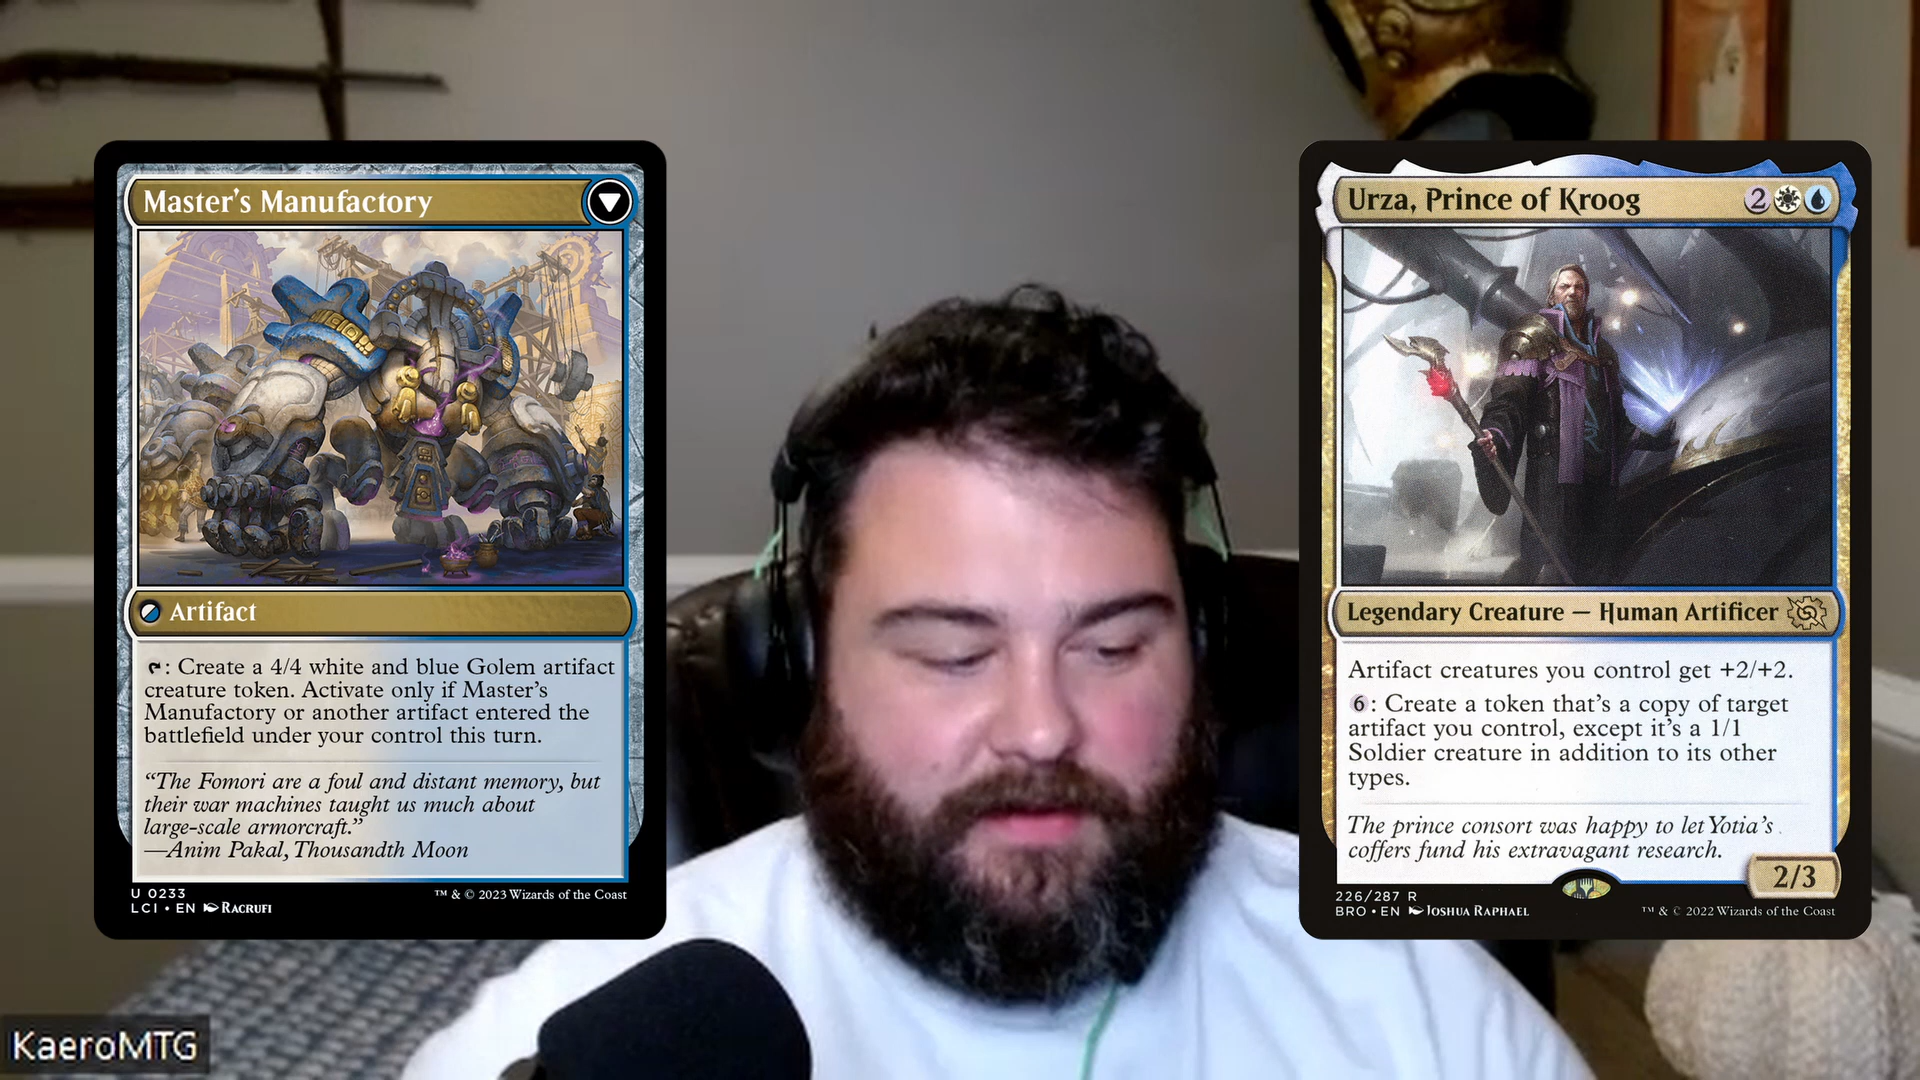 Master's Manufactory
Artifact
: Create a 4/4 white and blue Golem artifact
creature token. Activate only if Master's
Manufactory or another artifact entered the
battlefield under your control this turn.
“The Fomori are a foul and distant memory, but
their war machines taught us much about
large-scale armorcraft.”
—Anim Pakal, Thousandth Moon
U 0233
LCI • EN Racrufi
™ & © 2023 Wizards of the Coast
Urza, Prince of Kroog
2
Legendary Creature — Human Artificer
Artifact creatures you control get +2/+2.
6: Create a token that's a copy of target
artifact you control, except it's a 1/1
Soldier creature in addition to its other
types.
The prince consort was happy to let Yotia's
coffers fund his extravagant research.
2/3
226/287 R
BRO • EN Joshua Raphael
™ & © 2022 Wizards of the Coast
KaeroMTG